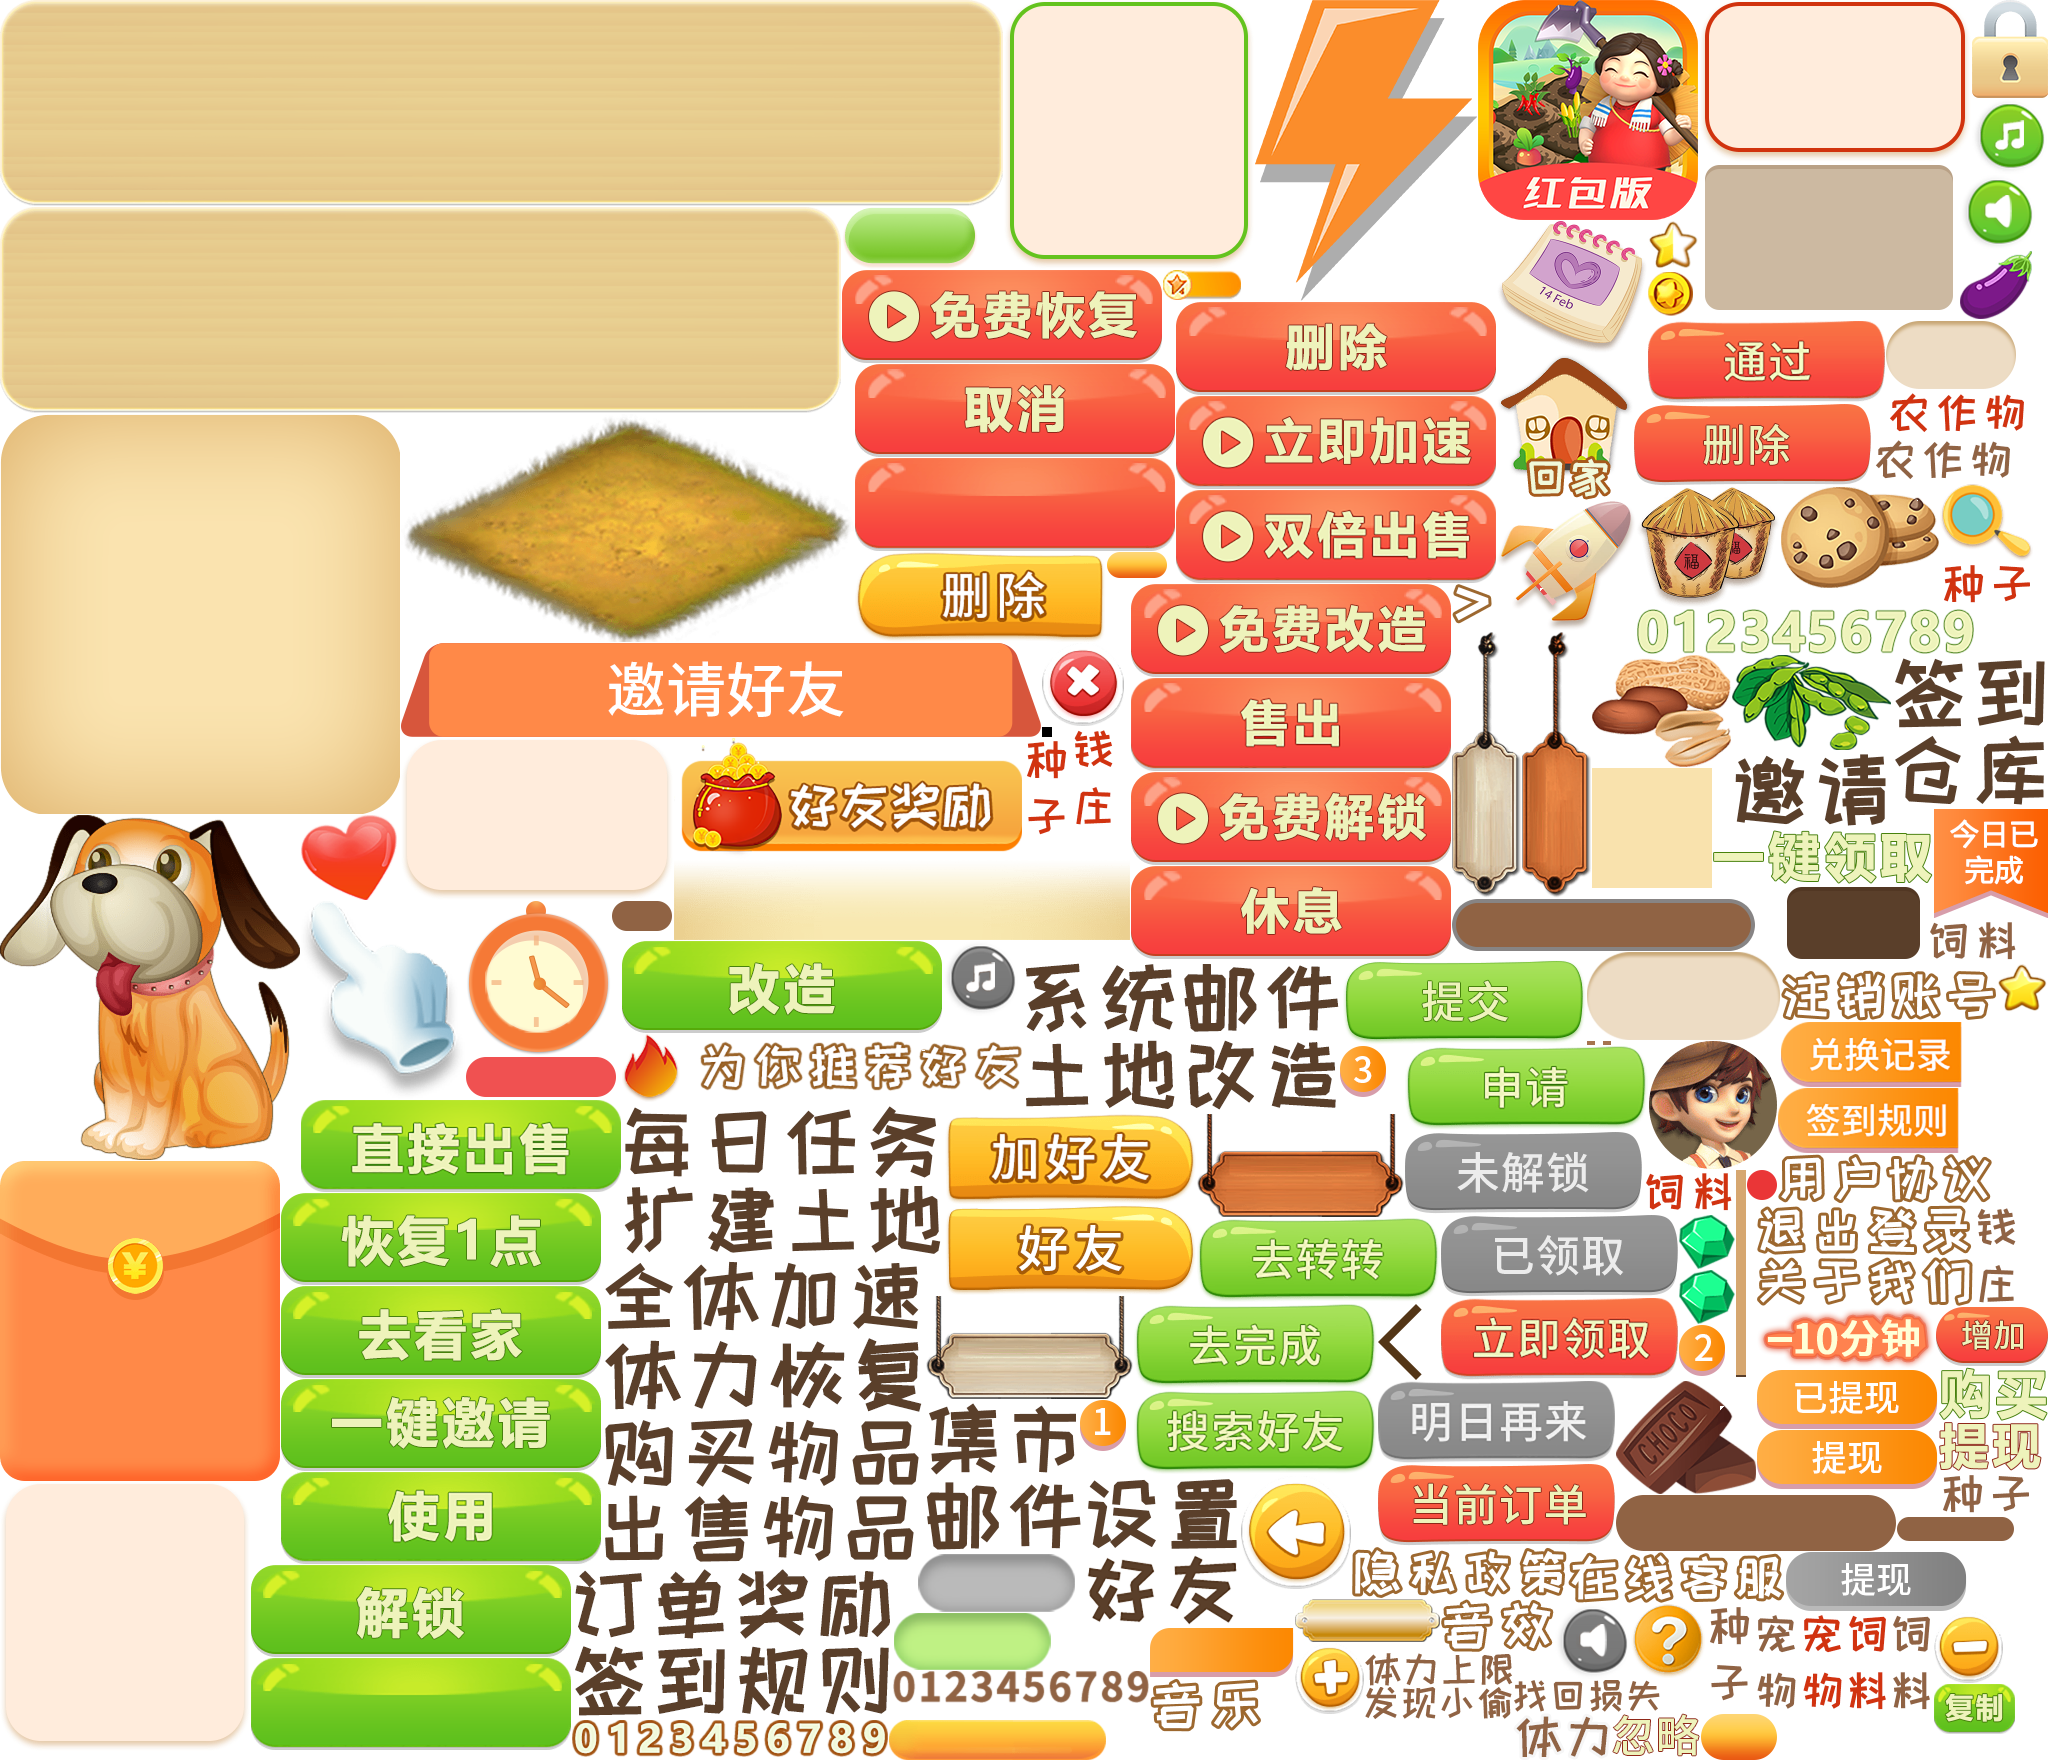 红包版
14 Feb
免费恢复
删除
通过
取消
农作物
立即加速
删除
农作物
回家
双倍出售
福
福
删除
种子
免费改造
0123456789
邀请好友
签到
售出
种子
钱庄
仓库
邀请
好友奖励
免费解锁
今日已
完成
一键领取
休息
饲料
改造
系统邮件
提交
注销账号
为你推荐好友
土地改造
3
兑换记录
申请
签到规则
直接出售
每日任务
加好友
未解锁
饲料
用户协议
恢复1点
扩建土地
好友
去转转
已领取
退出登录
钱庄
¥
全体加速
关于我们
去看家
体力恢复
去完成
立即领取
2
-10分钟
增加
一键邀请
购买物品
集市
1
搜索好友
明日再来
CHOCO
已提现
购买
提现
提现
使用
出售物品
邮件
设置
当前订单
种子
解锁
订单奖励
好友
隐私政策
在线客服
提现
音效
?
种子
宠物
宠物
饲料
饲料
签到规则
0123456789
体力上限
音乐
发现小偷
找回损失
复制
0123456789
体力
忽略